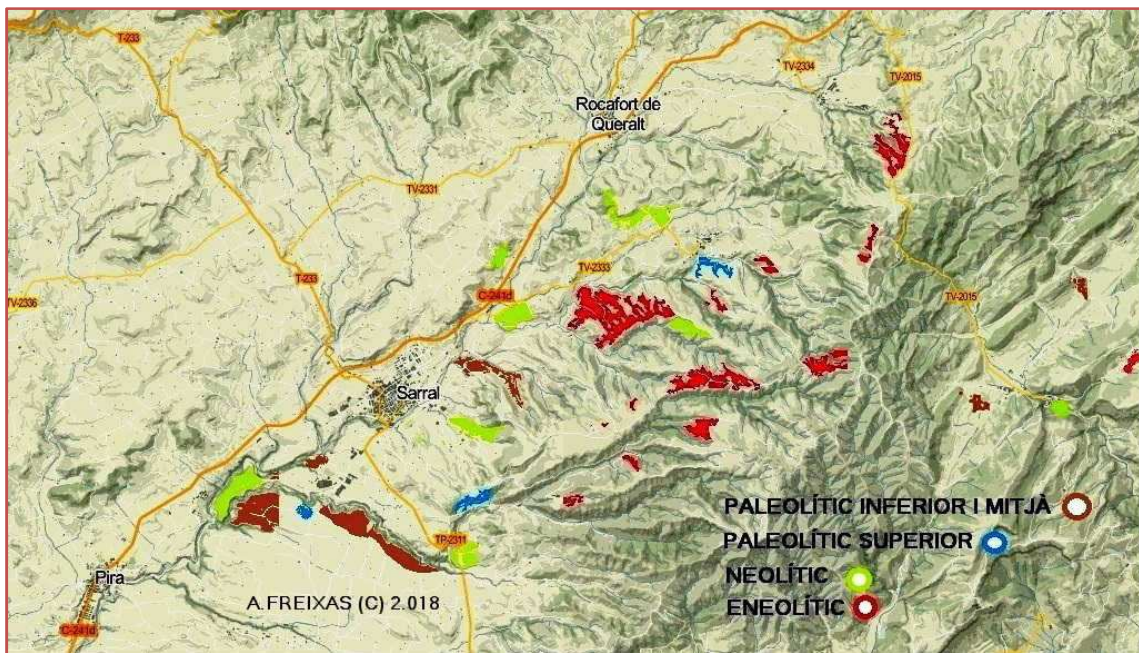 T-233
TV-2334
TV-2015
Rocafort de
Queralt
TV-2331
TV-2333
T-233
C-241d
TV-2336
TV-2015
Sarral
PALEOLÍTIC INFERIOR I MITJÀ
PALEOLÍTIC SUPERIOR
TP-2311
NEOLÍTIC
Pira
A.FREIXAS (C) 2.018
ENEOLÍTIC
C-241d